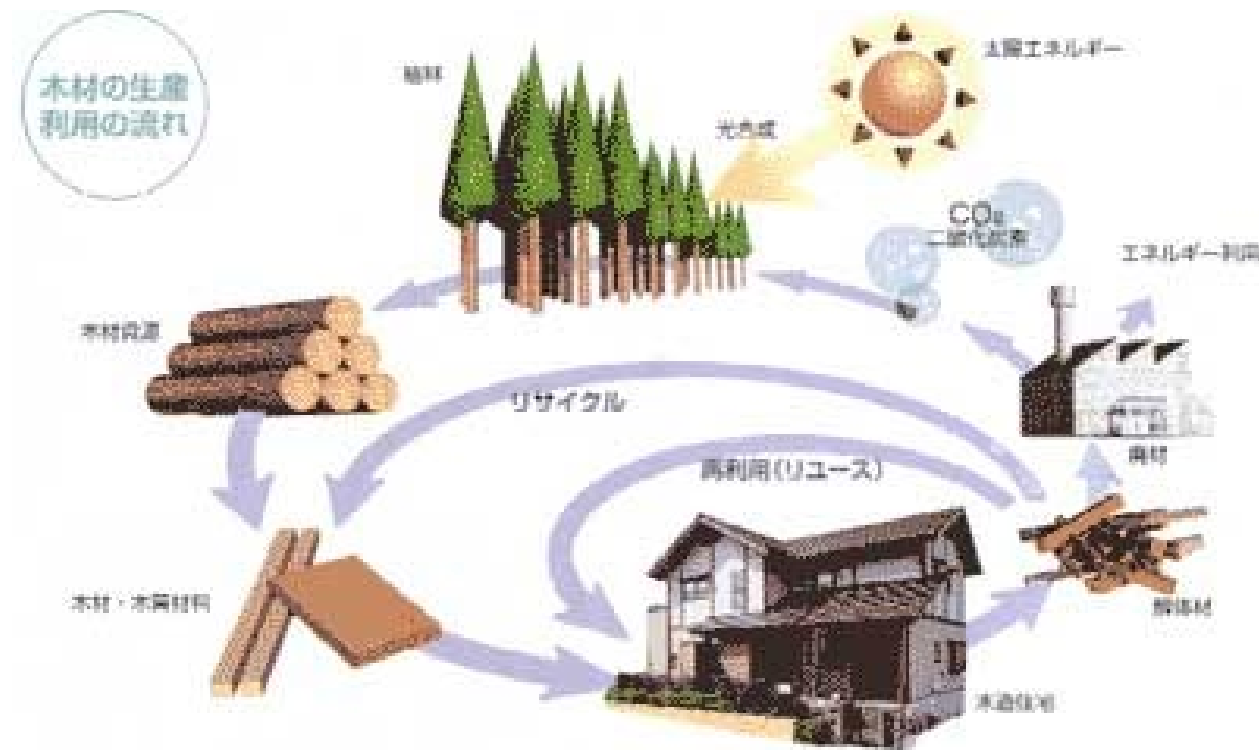 木材の生産
利用の流れ
植林
太陽エネルギー
光合成
CO₂
二酸化炭素
エネルギー利用
木材資源
リサイクル
廃材
再利用(リユース)
木材・木質材料
解体材
木造住宅